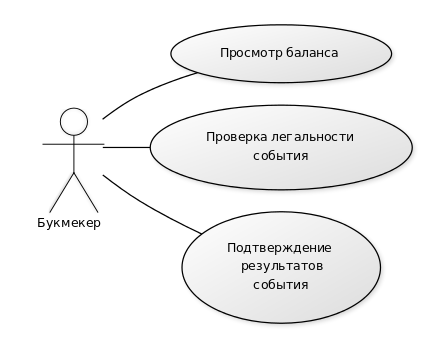 Просмотр баланса
Проверка легальности
события
Букмекер
Подтверждение
результатов
события